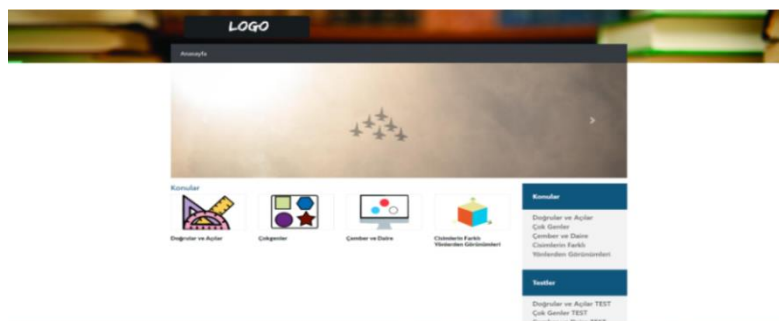 LOGO
Anasayfa
Konular
Doğrular ve Açılar
Çokgenler
Çember ve Daire
Cisimlerin Farklı
Yönlerden Görünümleri
Konular
Doğrular ve Açılar
Çok Genler
Çember ve Daire
Cisimlerin Farklı
Yönlerden Görünümleri
Testler
Doğrular ve Açılar TEST
Çok Genler TEST